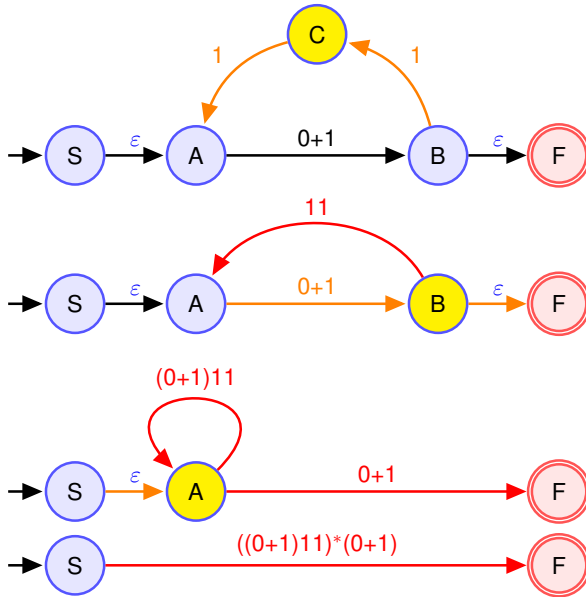 C
1 1
ε 0+1 ε
S A B F
11
ε 0+1 ε
S A B F
(0+1)11
ε 0+1
S A F
((0+1)11)*(0+1)
S F